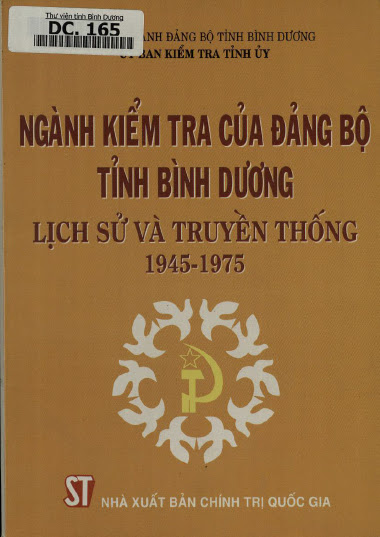 Thư viện tỉnh Bình Dương
DC. 165
ÀNH ĐẢNG BỘ TỈNH BÌNH DƯƠNG
BAN KIỂM TRA TỈNH ỦY
NGÀNH KIỂM TRA CỦA ĐẢNG BỘ
TỈNH BÌNH DƯƠNG
LỊCH SỬ VÀ TRUYỀN THỐNG
1945-1975
ST
NHÀ XUẤT BẢN CHÍNH TRỊ QUỐC GIA